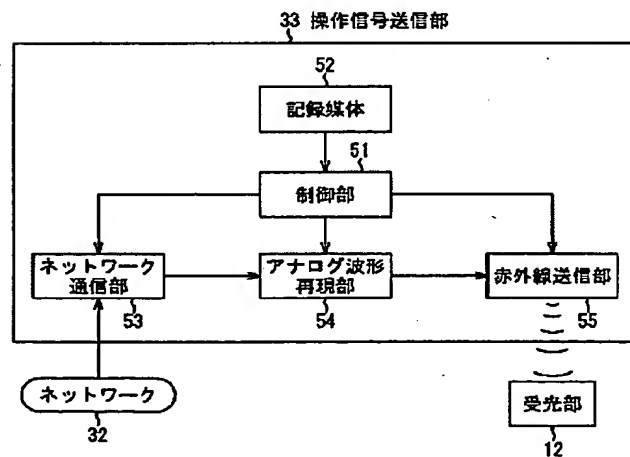 33 操作信号送信部
52
記録媒体
51
制御部
ネットワーク
通信部
53
アナログ波形
再現部
54
赤外線送信部
55
ネットワーク
32
受光部
12